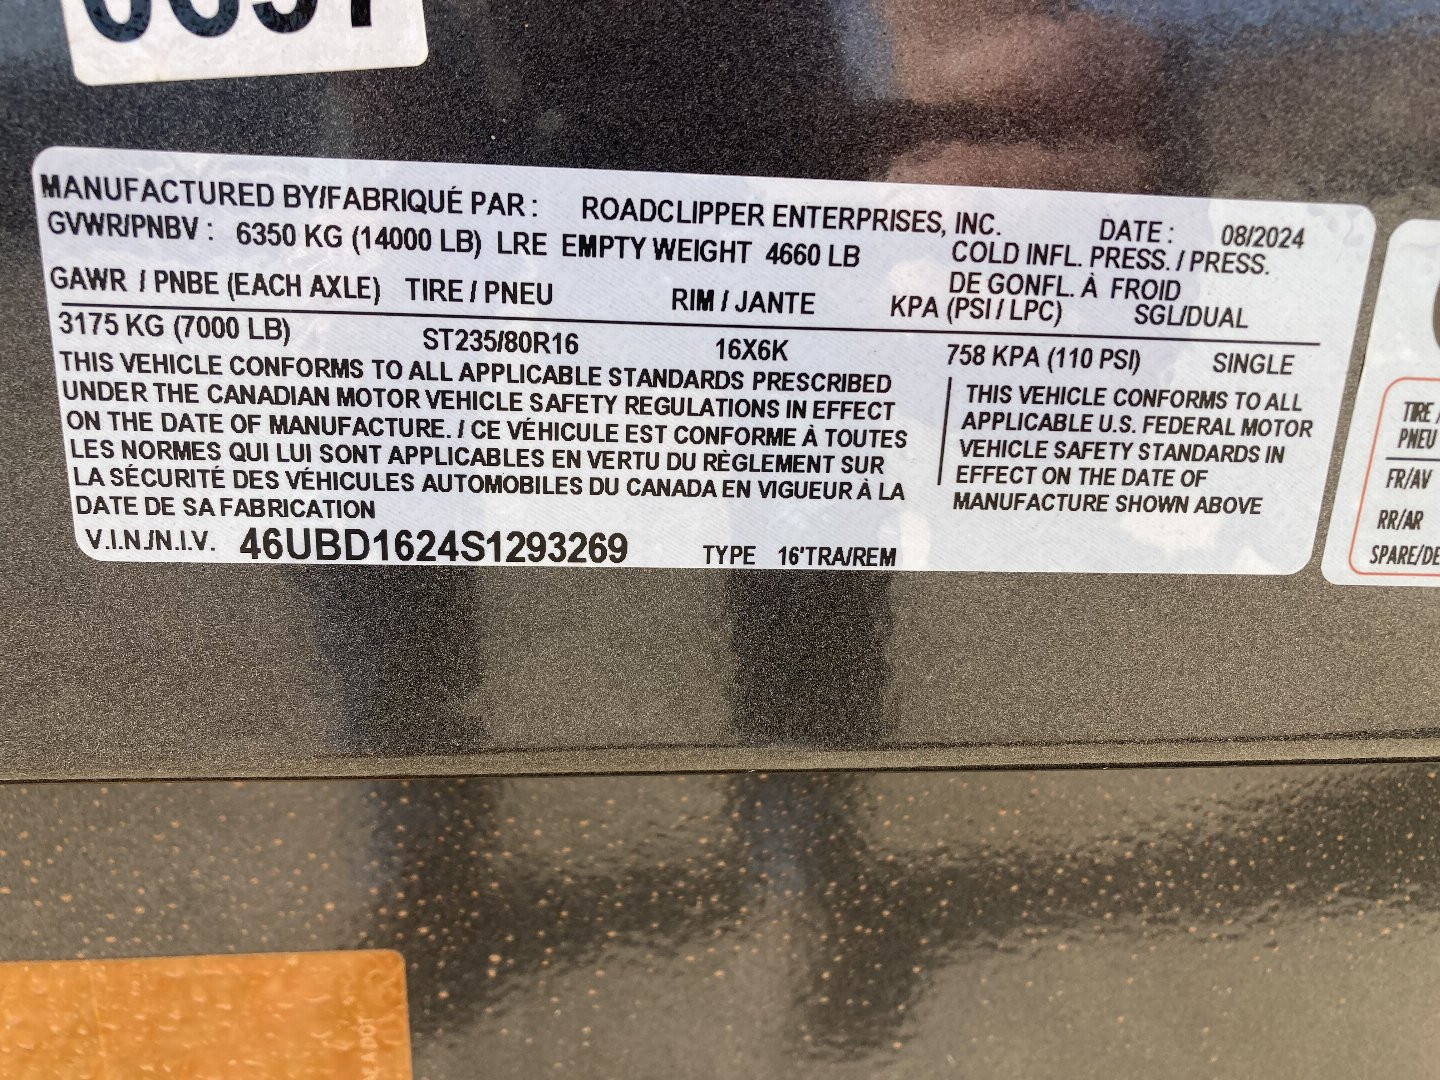 MANUFACTURED BY/FABRIQUÉ PAR : ROADCLIPPER ENTERPRISES, INC. DATE : 08/2024
GVWR/PNBV : 6350 KG (14000 LB) LRE EMPTY WEIGHT 4660 LB COLD INFL. PRESS. / PRESS.
DE GONFL. À FROID
GAWR / PNBE (EACH AXLE) TIRE / PNEU RIM / JANTE KPA (PSI / LPC) SGL/DUAL
3175 KG (7000 LB) ST235/80R16 16X6K 758 KPA (110 PSI) SINGLE
THIS VEHICLE CONFORMS TO ALL APPLICABLE STANDARDS PRESCRIBED
UNDER THE CANADIAN MOTOR VEHICLE SAFETY REGULATIONS IN EFFECT
ON THE DATE OF MANUFACTURE. / CE VÉHICULE EST CONFORME À TOUTES
LES NORMES QUI LUI SONT APPLICABLES EN VERTU DU RÈGLEMENT SUR
LA SÉCURITÉ DES VÉHICULES AUTOMOBILES DU CANADA EN VIGUEUR À LA
DATE DE SA FABRICATION
THIS VEHICLE CONFORMS TO ALL
APPLICABLE U.S. FEDERAL MOTOR
VEHICLE SAFETY STANDARDS IN
EFFECT ON THE DATE OF
MANUFACTURE SHOWN ABOVE
V.I.N./N.I.V. 46UBD1624S1293269 TYPE 16'TRA/REM
TIRE /
PNEU
FR/AV
RR/AR
SPARE/DE